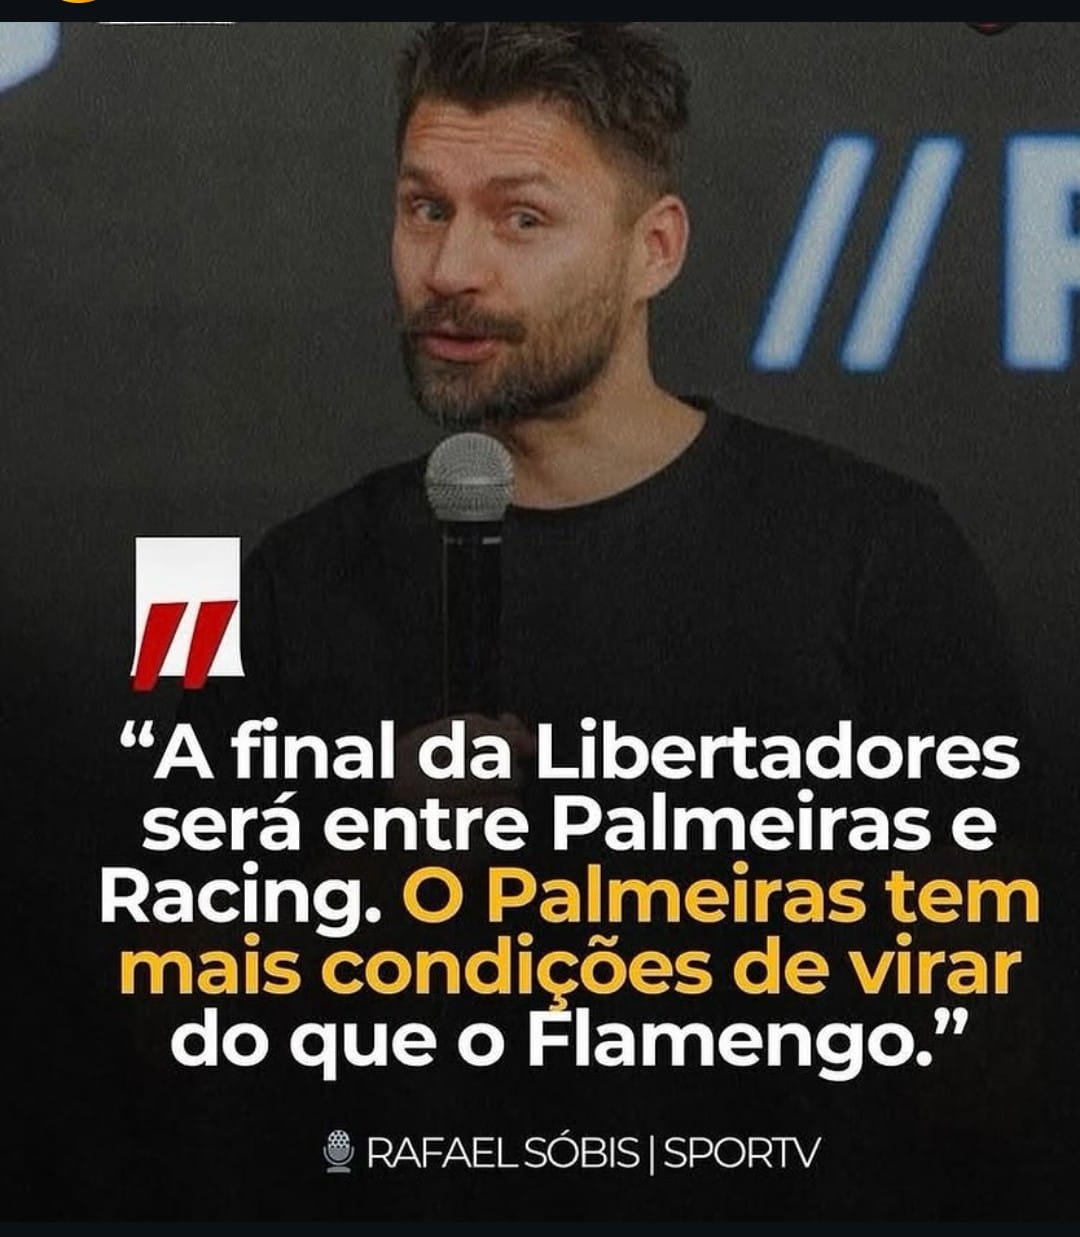 “A final da Libertadores
será entre Palmeiras e
Racing. O Palmeiras tem
mais condições de virar
do que o Flamengo.”
RAFAEL SÓBIS | SPORTV